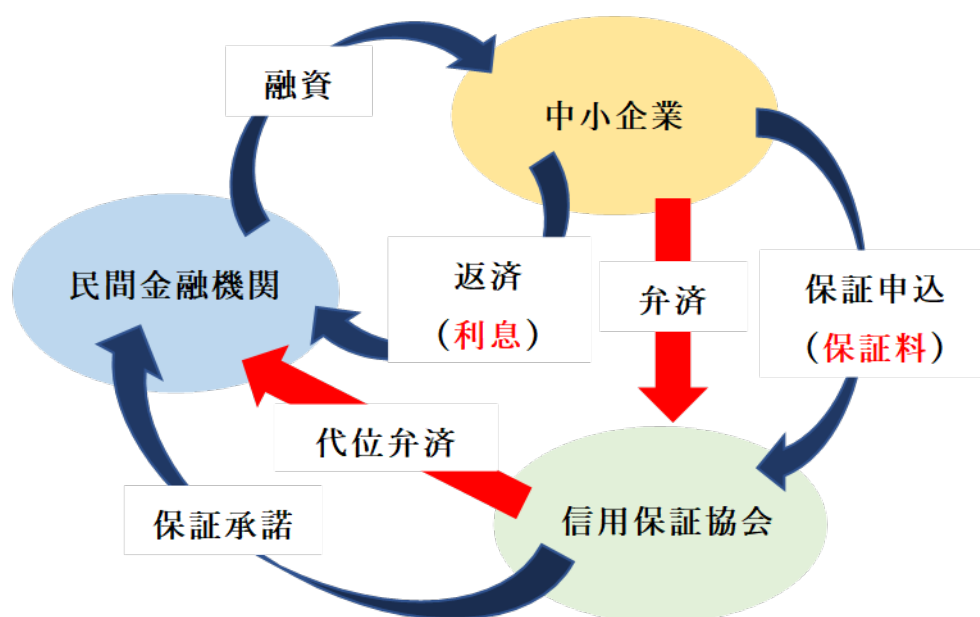 融資
中小企業
民間金融機関
返済
（利息）
弁済
保証申込
（保証料）
代位弁済
保証承諾
信用保証協会